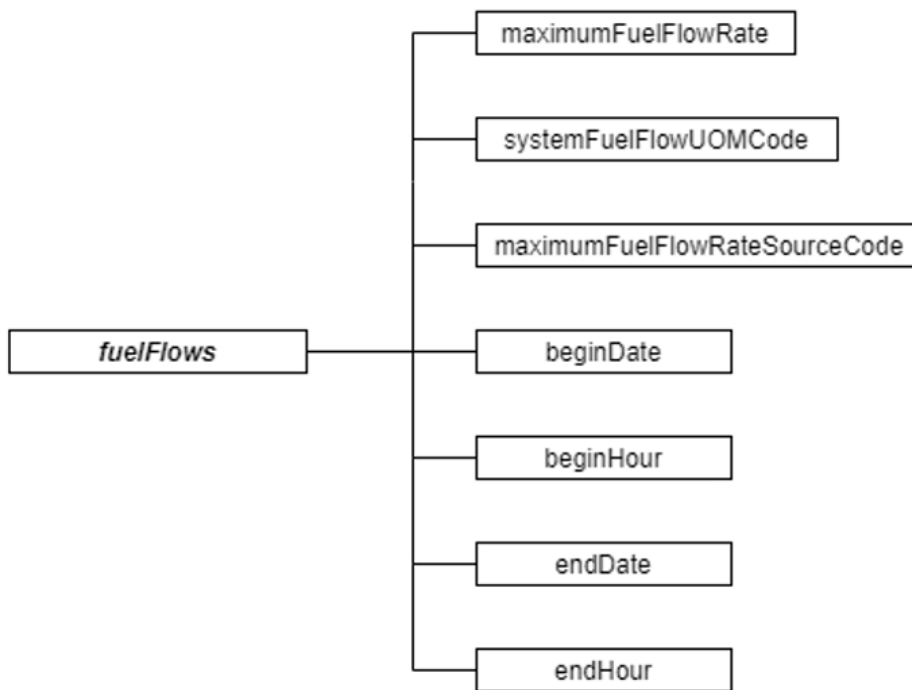 maximumFuelFlowRate
systemFuelFlowUOMCode
maximumFuelFlowRateSourceCode
fuelFlows
beginDate
beginHour
endDate
endHour